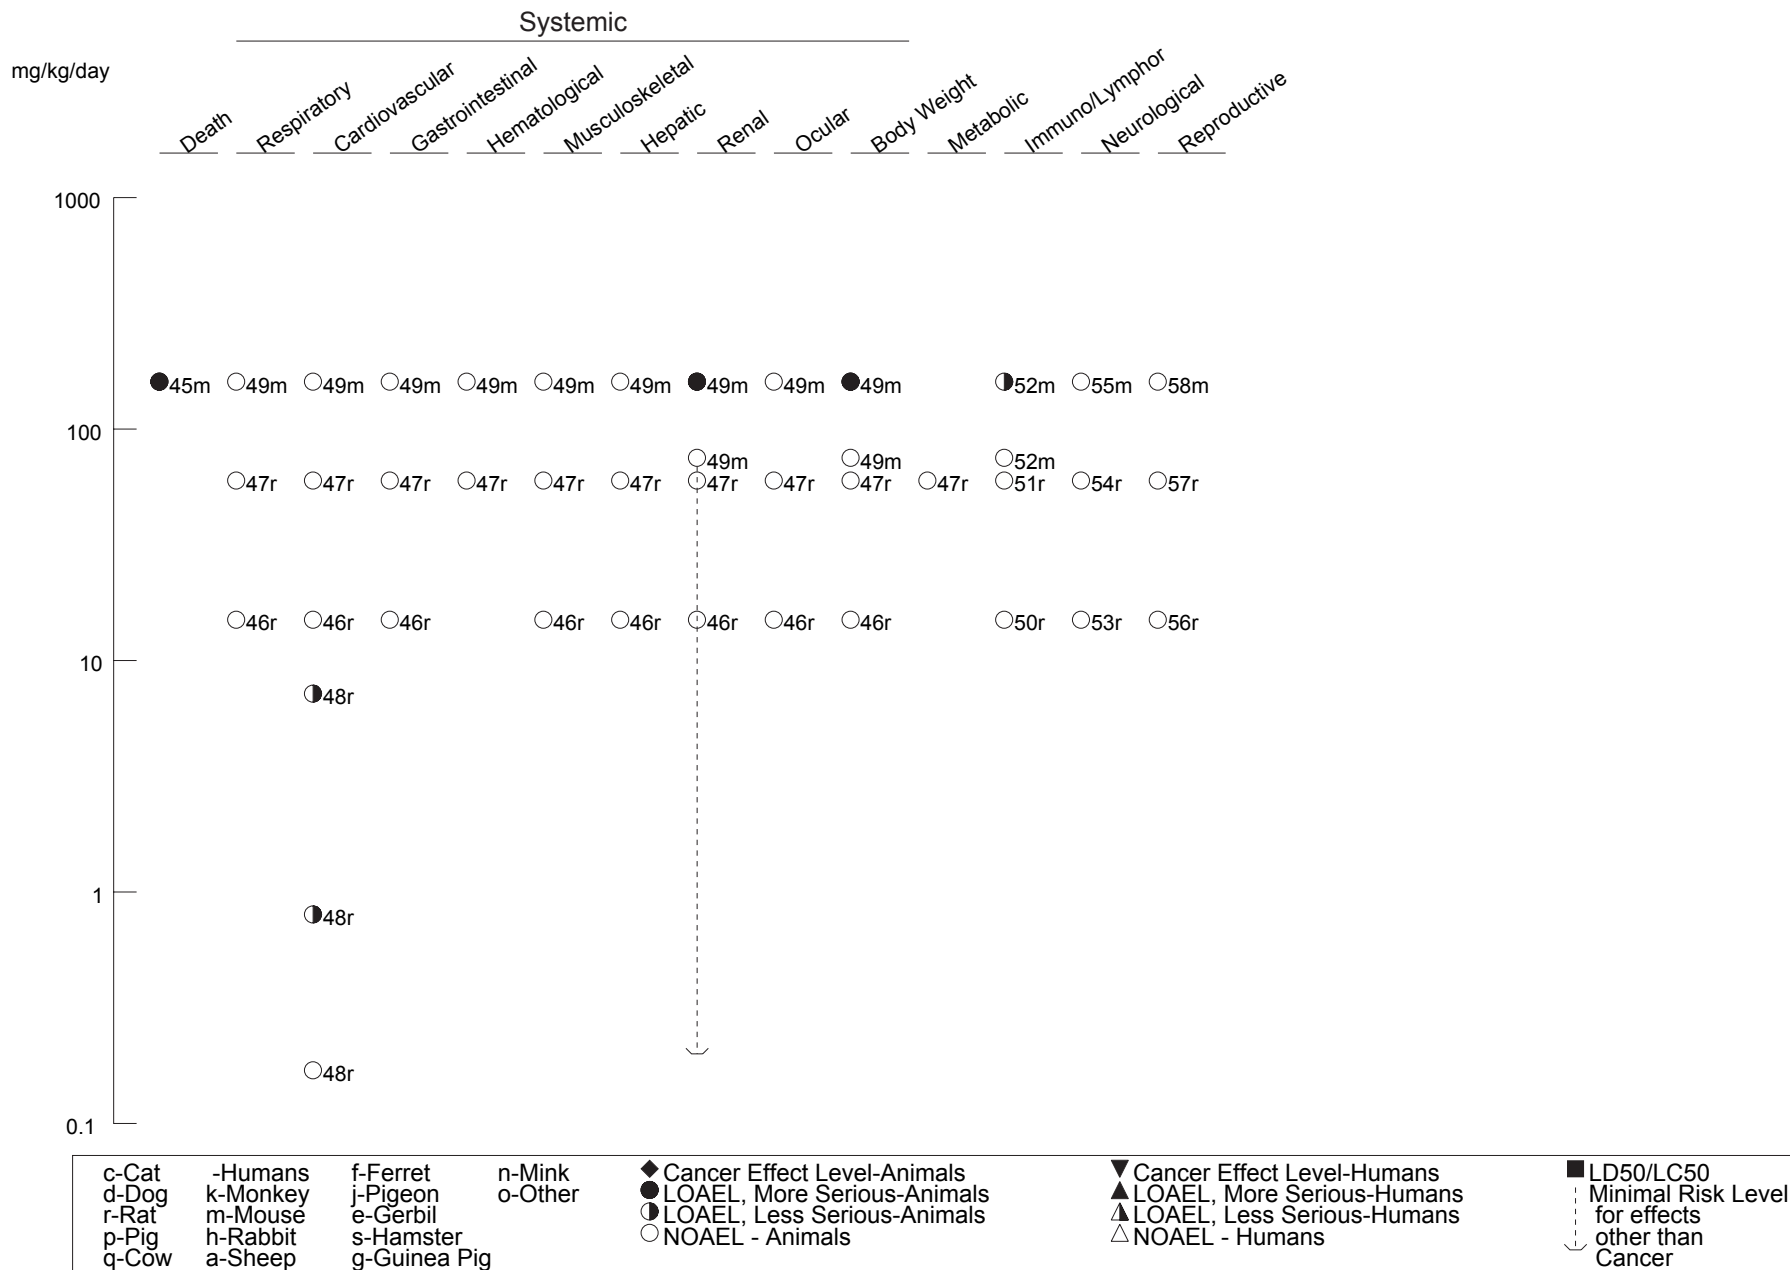 Systemic
mg/kg/day
Death Respiratory Cardiovascular Gastrointestinal Hematological Musculoskeletal Hepatic Renal Ocular Body Weight Metabolic Immuno/Lymphor Neurological Reproductive
1000
45m 49m 49m 49m 49m 49m 49m 49m 49m 49m 52m 55m 58m
100
49m 49m 52m
47r 47r 47r 47r 47r 47r 47r 47r 47r 47r 51r 54r 57r
46r 46r 46r 46r 46r 46r 46r 46r 50r 53r 56r
10
48r
1
48r
48r
0.1
c-Cat -Humans f-Ferret n-Mink Cancer Effect Level-Animals Cancer Effect Level-Humans LD50/LC50
d-Dog k-Monkey j-Pigeon o-Other LOAEL, More Serious-Animals LOAEL, More Serious-Humans Minimal Risk Level
r-Rat m-Mouse e-Gerbil LOAEL, Less Serious-Animals LOAEL, Less Serious-Humans for effects
p-Pig h-Rabbit s-Hamster NOAEL - Animals NOAEL - Humans other than
q-Cow a-Sheep g-Guinea Pig Cancer